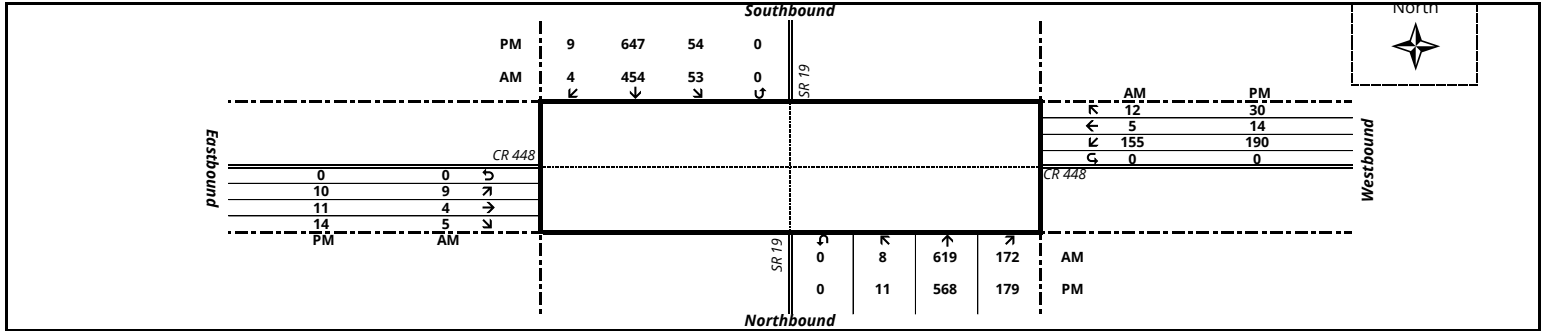 Southbound
North
PM 9 647 54 0
AM 4 454 53 0
SR 19
AM PM
12 30
5 14
155 190
0 0
Eastbound
Westbound
CR 448
CR 448
0 0
10 9
11 4
14 5
PM AM
SR 19
0 8 619 172 AM
0 11 568 179 PM
Northbound